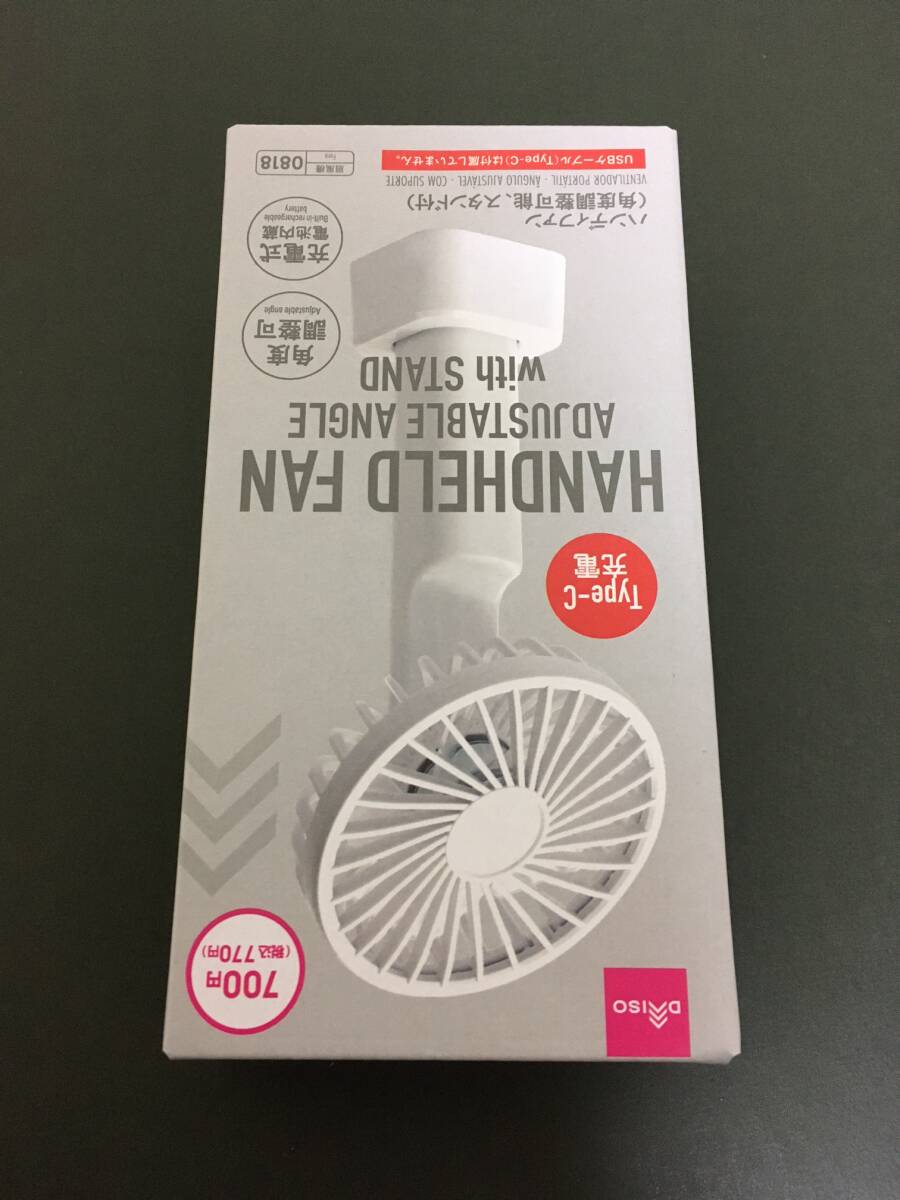 DAISO
700円
(税込770円)
Type-C
充電
HANDHELD FAN
ADJUSTABLE ANGLE
with STAND
角度
調整可
Adjustable angle
充電式
電池内蔵
Built-in rechargeable
battery
ハンディファン
(角度調整可能、スタンド付)
VENTILADOR PORTÁTIL - ÂNGULO AJUSTÁVEL - COM SUPORTE
USBケーブル(Type-C)は付属していません。
扇風機
Fans
0818